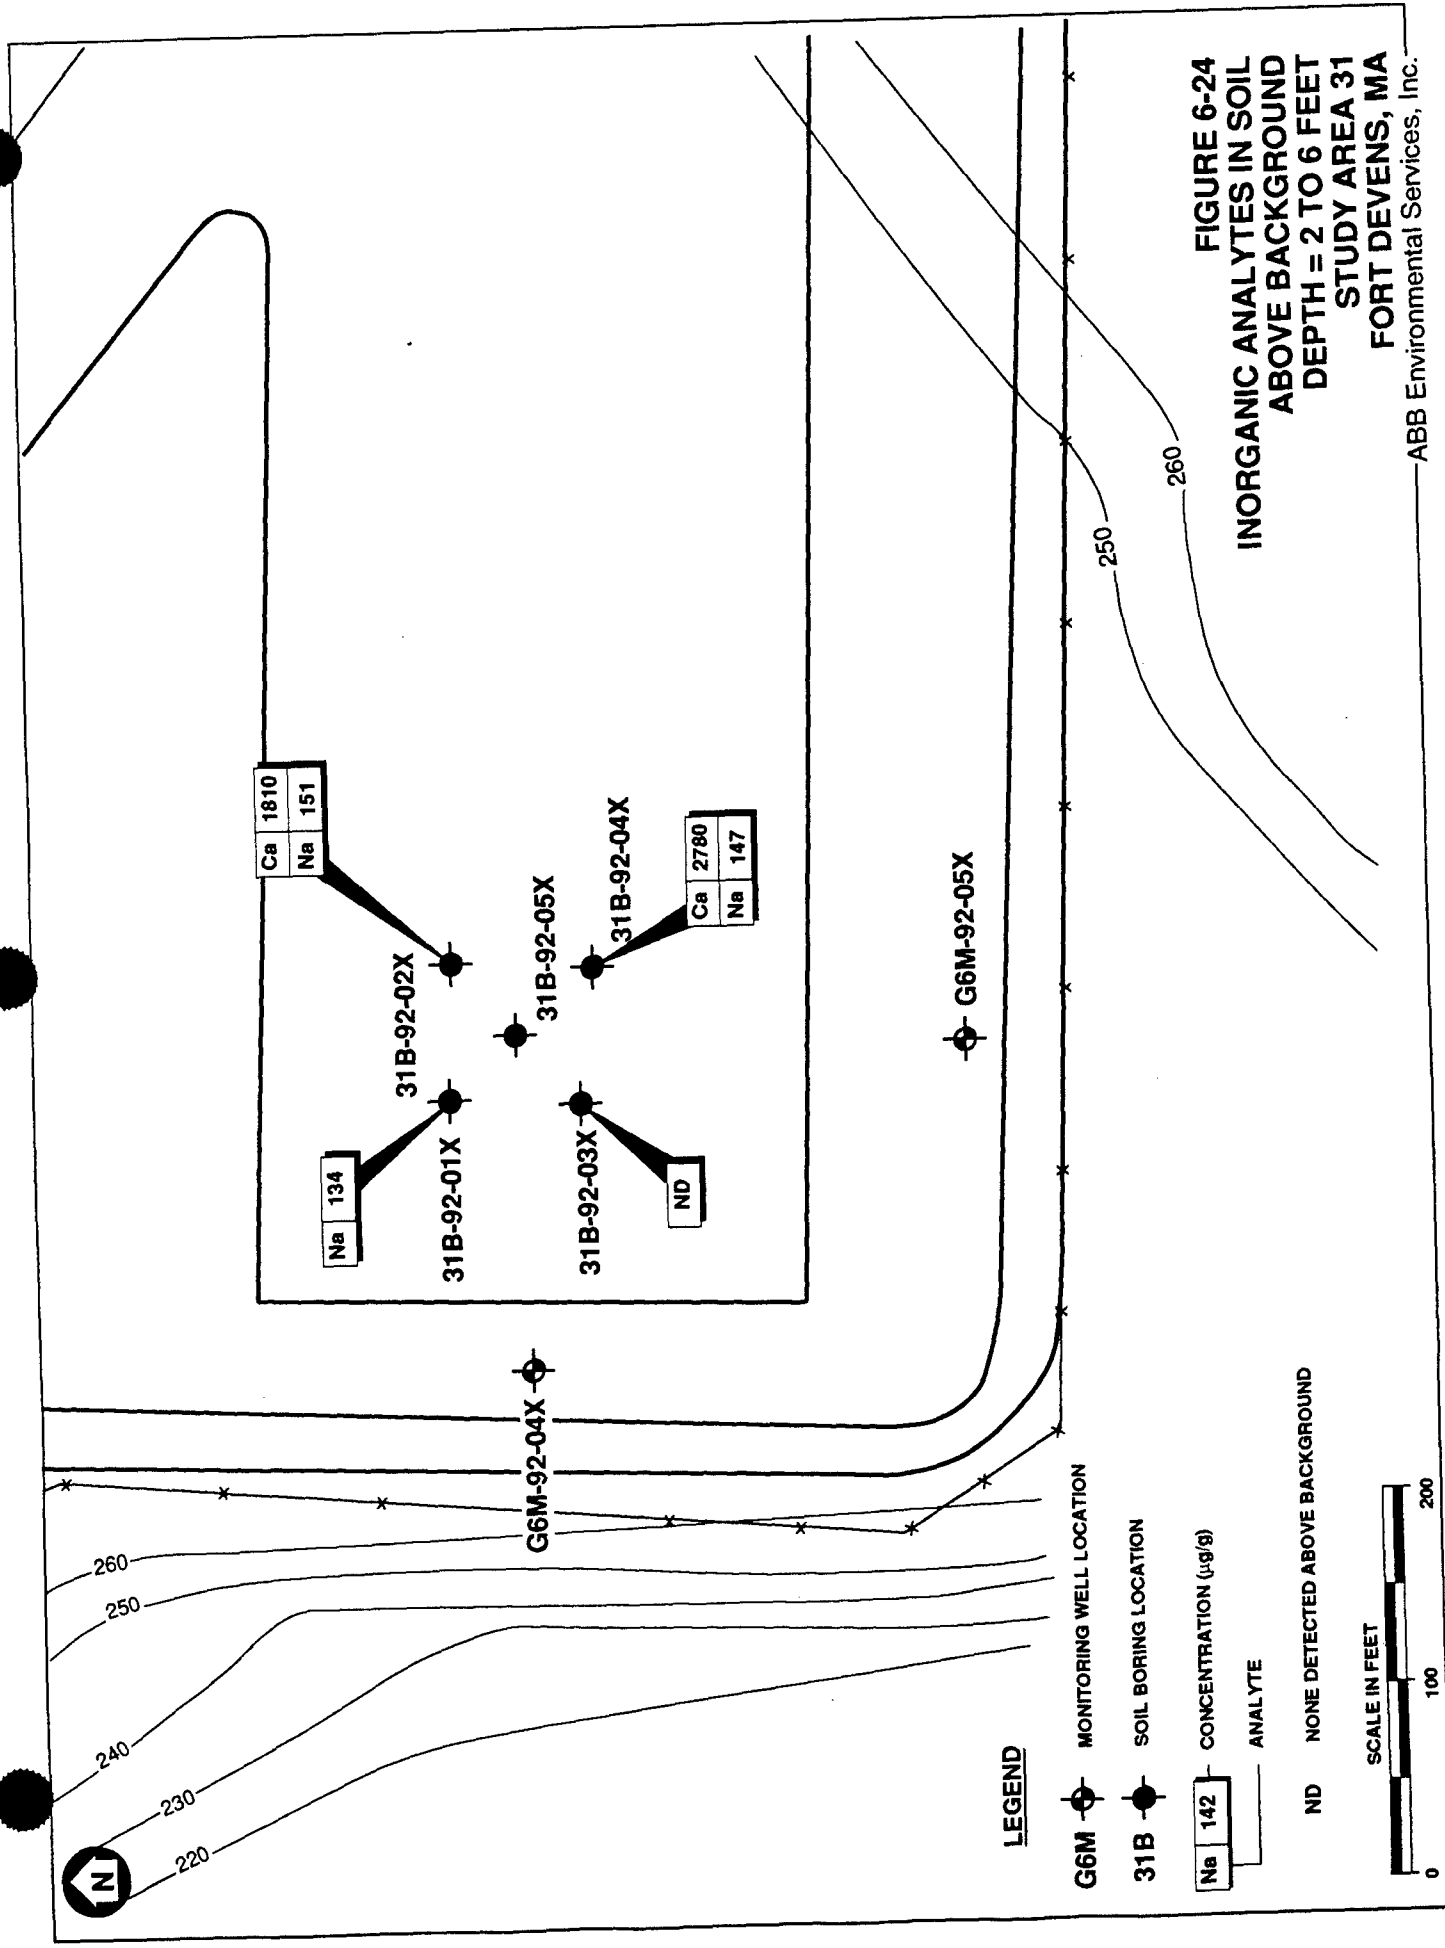 N
260
250
240
230
220
Na 134
31B-92-01X
31B-92-02X
Ca 1810
Na 151
31B-92-05X
31B-92-04X
31B-92-03X
ND
Ca 2780
Na 147
G6M-92-04X
G6M-92-05X
250
260
LEGEND
G6M MONITORING WELL LOCATION
31B SOIL BORING LOCATION
Na 142 CONCENTRATION (µg/g)
ANALYTE
ND NONE DETECTED ABOVE BACKGROUND
SCALE IN FEET
0 100 200
FIGURE 6-24
INORGANIC ANALYTES IN SOIL
ABOVE BACKGROUND
DEPTH = 2 TO 6 FEET
STUDY AREA 31
FORT DEVENS, MA
ABB Environmental Services, Inc.